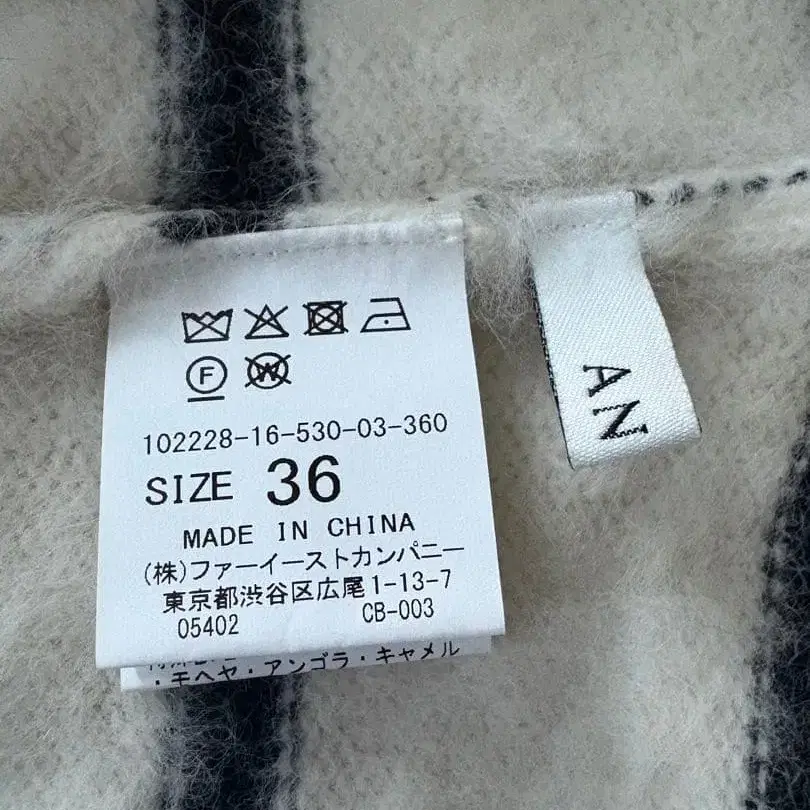 F
W
102228-16-530-03-360
SIZE 36
MADE IN CHINA
(株)ファーイーストカンパニー
東京都渋谷区広尾1-13-7
05402 CB-003
・モヘヤ・アンゴラ・キャメル
AN